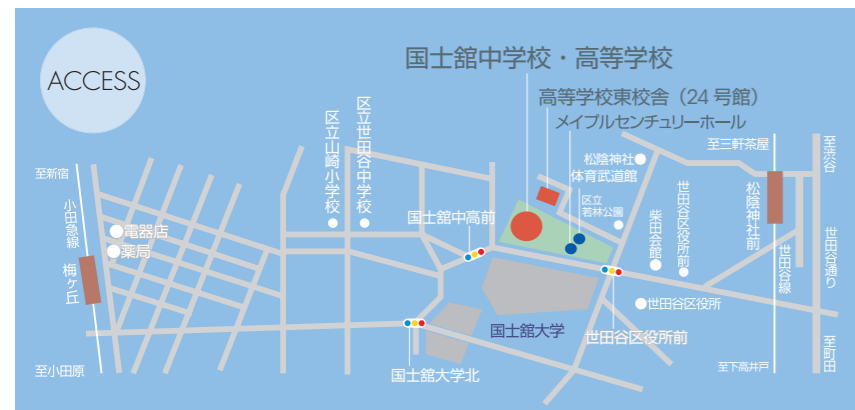 ACCESS
国士舘中学校・高等学校
高等学校東校舎（24 号館）
メイプルセンチュリーホール
区立山崎小学校
区立世田谷中学校
松陰神社
体育武道館
至三軒茶屋
至渋谷
至新宿
小田急線
電器店
薬局
梅ヶ丘
国士舘中高前
区立
若林公園
柴田会館
世田谷区役所前
松陰神社前
世田谷線
世田谷通り
世田谷区役所
国士舘大学
世田谷区役所前
至小田原
国士舘大学北
至下高井戸
至町田